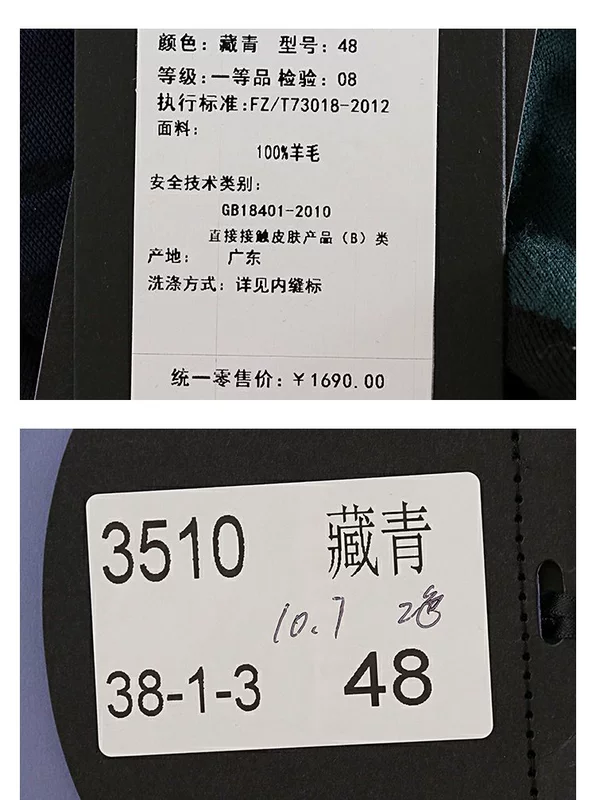 颜色：藏青 型号：48
等级：一等品 检验：08
执行标准：FZ/T73018-2012
面料：
100%羊毛
安全技术类别：
GB18401-2010
直接接触皮肤产品（B）类
产地： 广东
洗涤方式：详见内缝标
统一零售价：￥1690.00
3510 藏青
10.7 2色
38-1-3 48